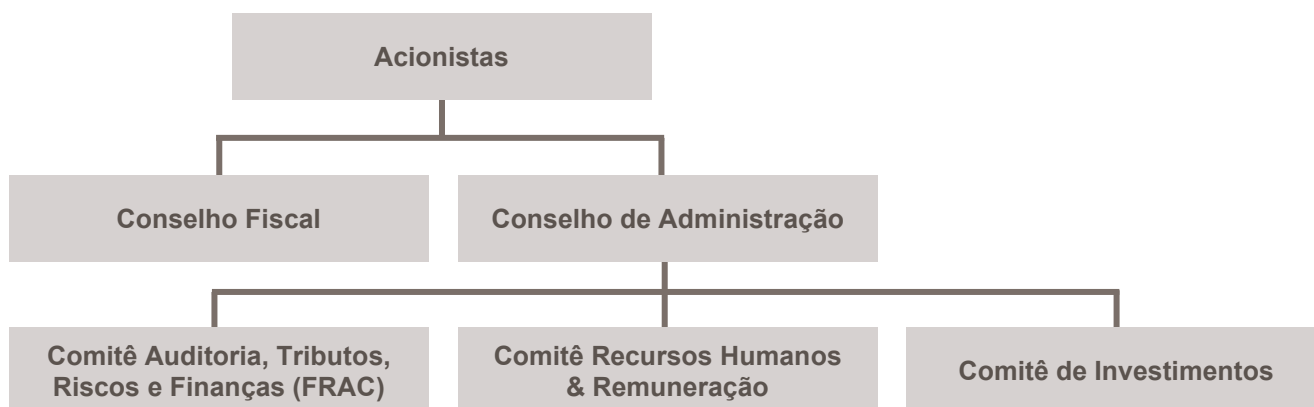 Acionistas
Conselho Fiscal
Conselho de Administração
Comitê Auditoria, Tributos,
Riscos e Finanças (FRAC)
Comitê Recursos Humanos
& Remuneração
Comitê de Investimentos